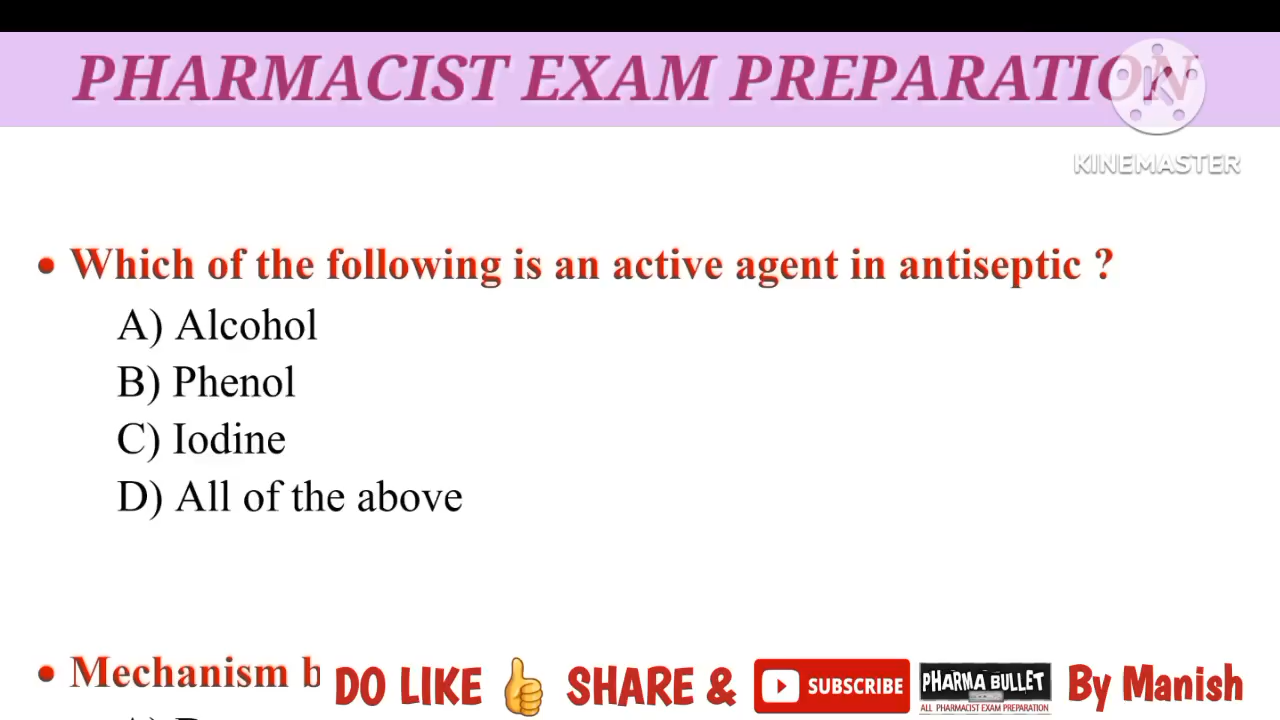 PHARMACIST EXAM PREPARATION
KINEMASTER
• Which of the following is an active agent in antiseptic ?
A) Alcohol
B) Phenol
C) Iodine
D) All of the above
• Mechanism b
DO LIKE 👍 SHARE & SUBSCRIBE PHARMA BULLET By Manish
ALL PHARMACIST EXAM PREPARATION